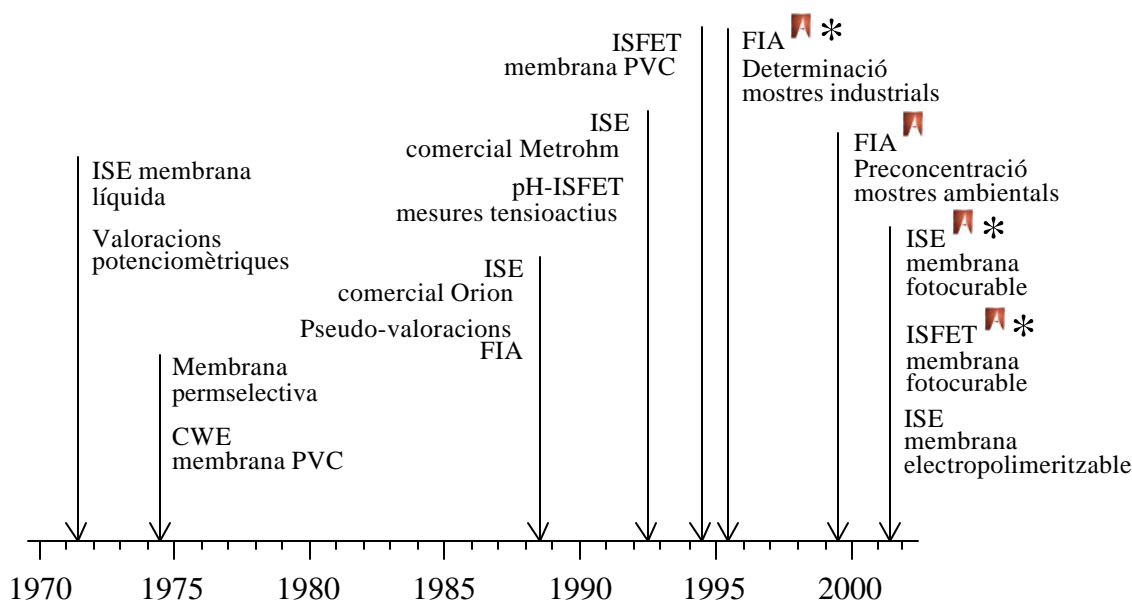 ISFET
membrana PVC
FIA *
Determinació
mostres industrials
ISE
comercial Metrohm
pH-ISFET
mesures tensioactius
FIA
Preconcentració
mostres ambientals
ISE membrana
líquida
Valoracions
potenciomètriques
ISE *
membrana
fotocurable
ISE
comercial Orion
Pseudo-valoracions
FIA
ISFET *
membrana
fotocurable
Membrana
permselectiva
CWE
membrana PVC
ISE
membrana
electropolimeritzable
1970 1975 1980 1985 1990 1995 2000